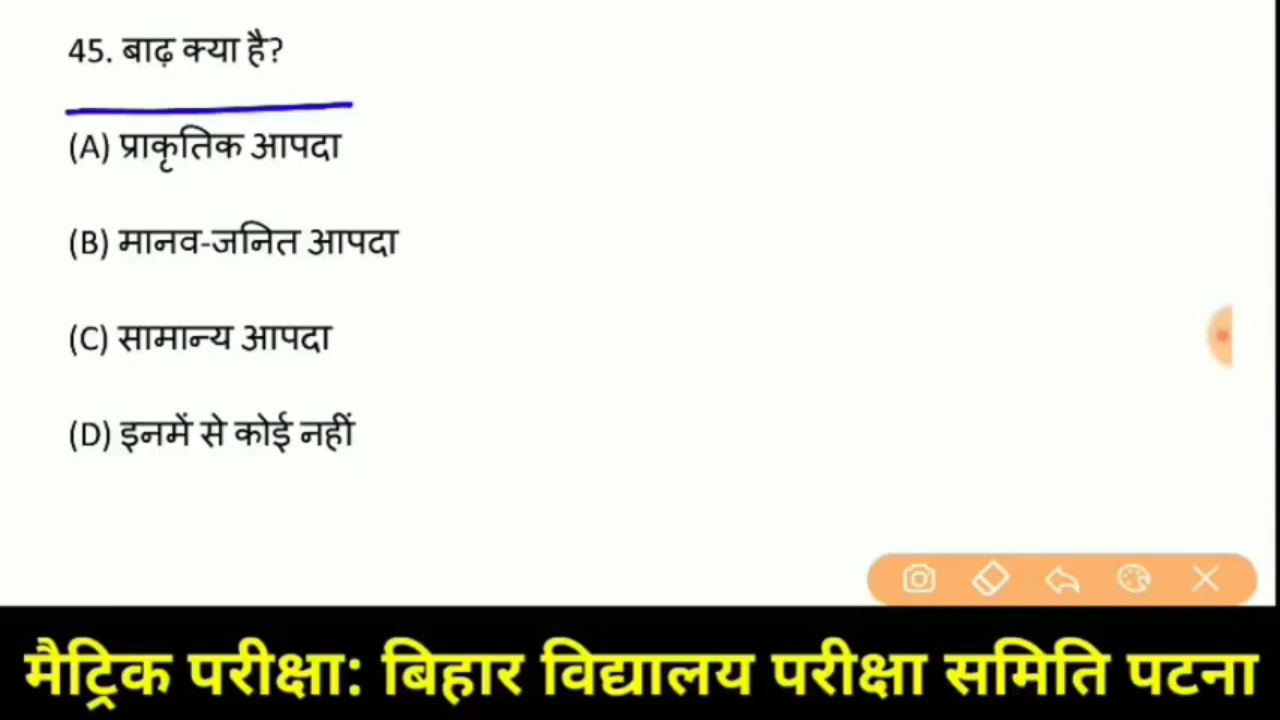 45. बाढ़ क्या है?
(A) प्राकृतिक आपदा
(B) मानव-जनित आपदा
(C) सामान्य आपदा
(D) इनमें से कोई नहीं
मैट्रिक परीक्षा: बिहार विद्यालय परीक्षा समिति पटना